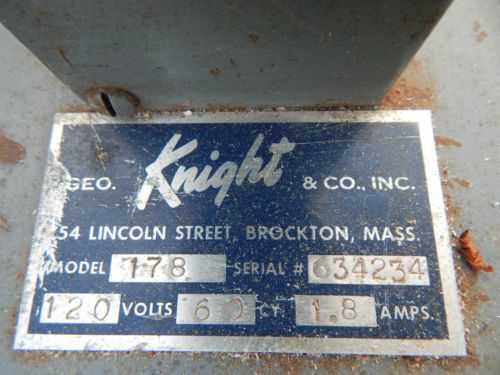 GEO. Knight & CO., INC.
54 LINCOLN STREET, BROCKTON, MASS.
MODEL 178 SERIAL # 634234
120 VOLTS 60 CY 1.8 AMPS.